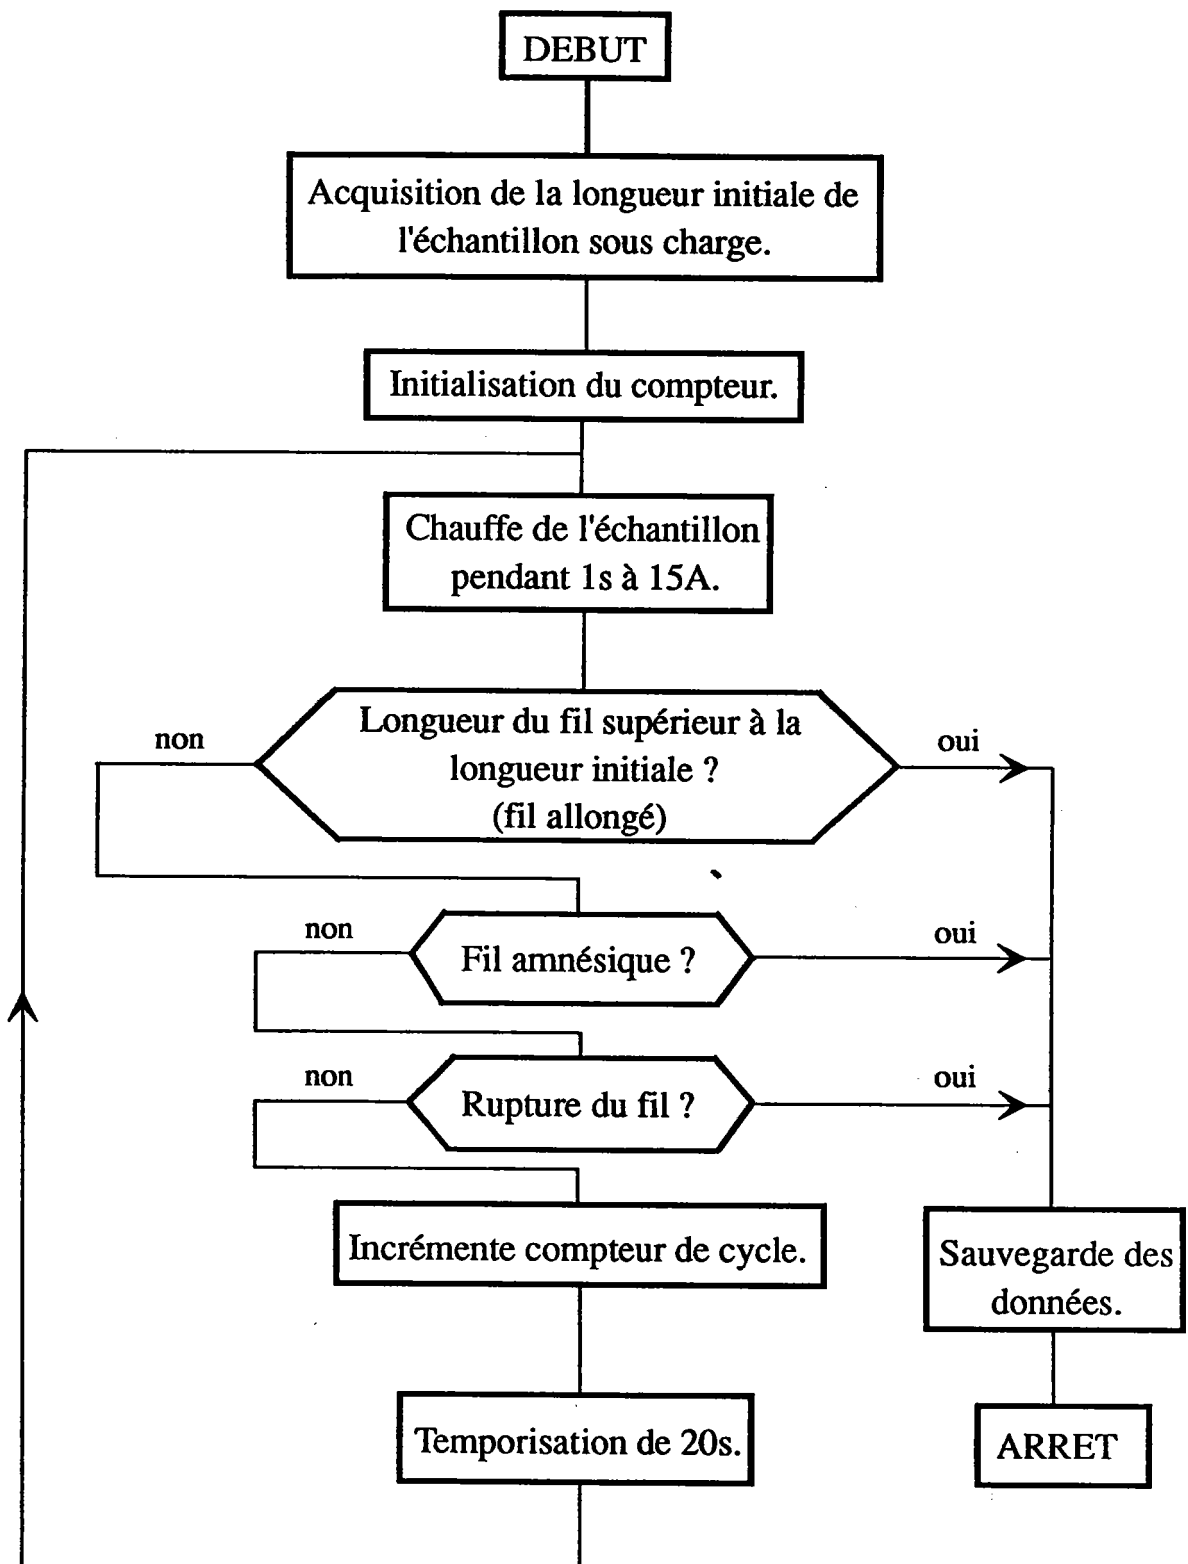 DEBUT
Acquisition de la longueur initiale de
l'échantillon sous charge.
Initialisation du compteur.
Chauffe de l'échantillon
pendant 1s à 15A.
Longueur du fil supérieur à la
longueur initiale ?
(fil allongé)
non
oui
Fil amnésique ?
non
oui
Rupture du fil ?
non
oui
Incrémente compteur de cycle.
Sauvegarde des
données.
Temporisation de 20s.
ARRET